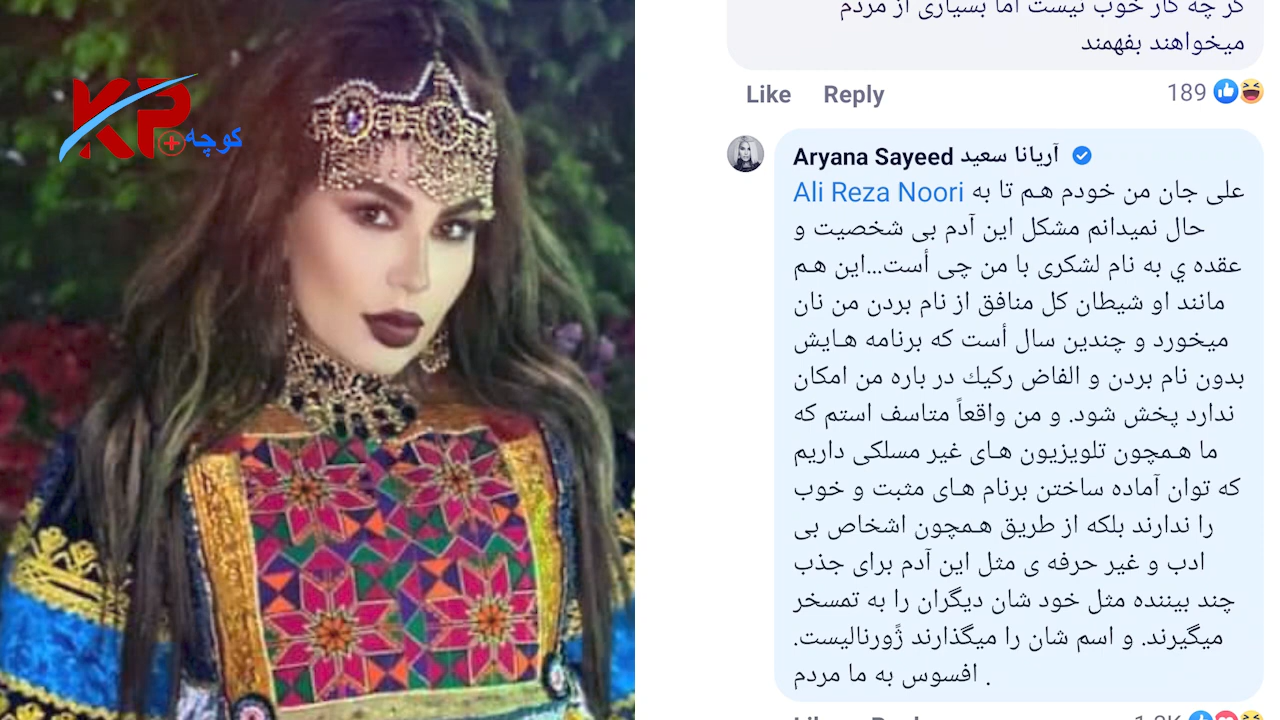 KP
کوچه
گر چه کار خوب نیست اما بسیاری از مردم
میخواهند بفهمند
Like Reply 189
Aryana Sayeed آریانا سعید
Ali Reza Noori علی جان من خودم هم تا به
حال نمیدانم مشکل این آدم بی شخصیت و
عقده ي به نام لشکری با من چی أست...این هم
مانند او شیطان کل منافق از نام بردن من نان
میخورد و چندین سال أست که برنامه هایش
بدون نام بردن و الفاض رکیك در باره من امکان
ندارد پخش شود. و من واقعاً متاسف استم که
ما همچون تلویزیون های غیر مسلکی داریم
که توان آماده ساختن برنام های مثبت و خوب
را ندارند بلکه از طریق همچون اشخاص بی
ادب و غیر حرفه ی مثل این آدم برای جذب
چند بیننده مثل خود شان دیگران را به تمسخر
میگیرند. و اسم شان را میگذارند ژورنالیست.
افسوس به ما مردم .